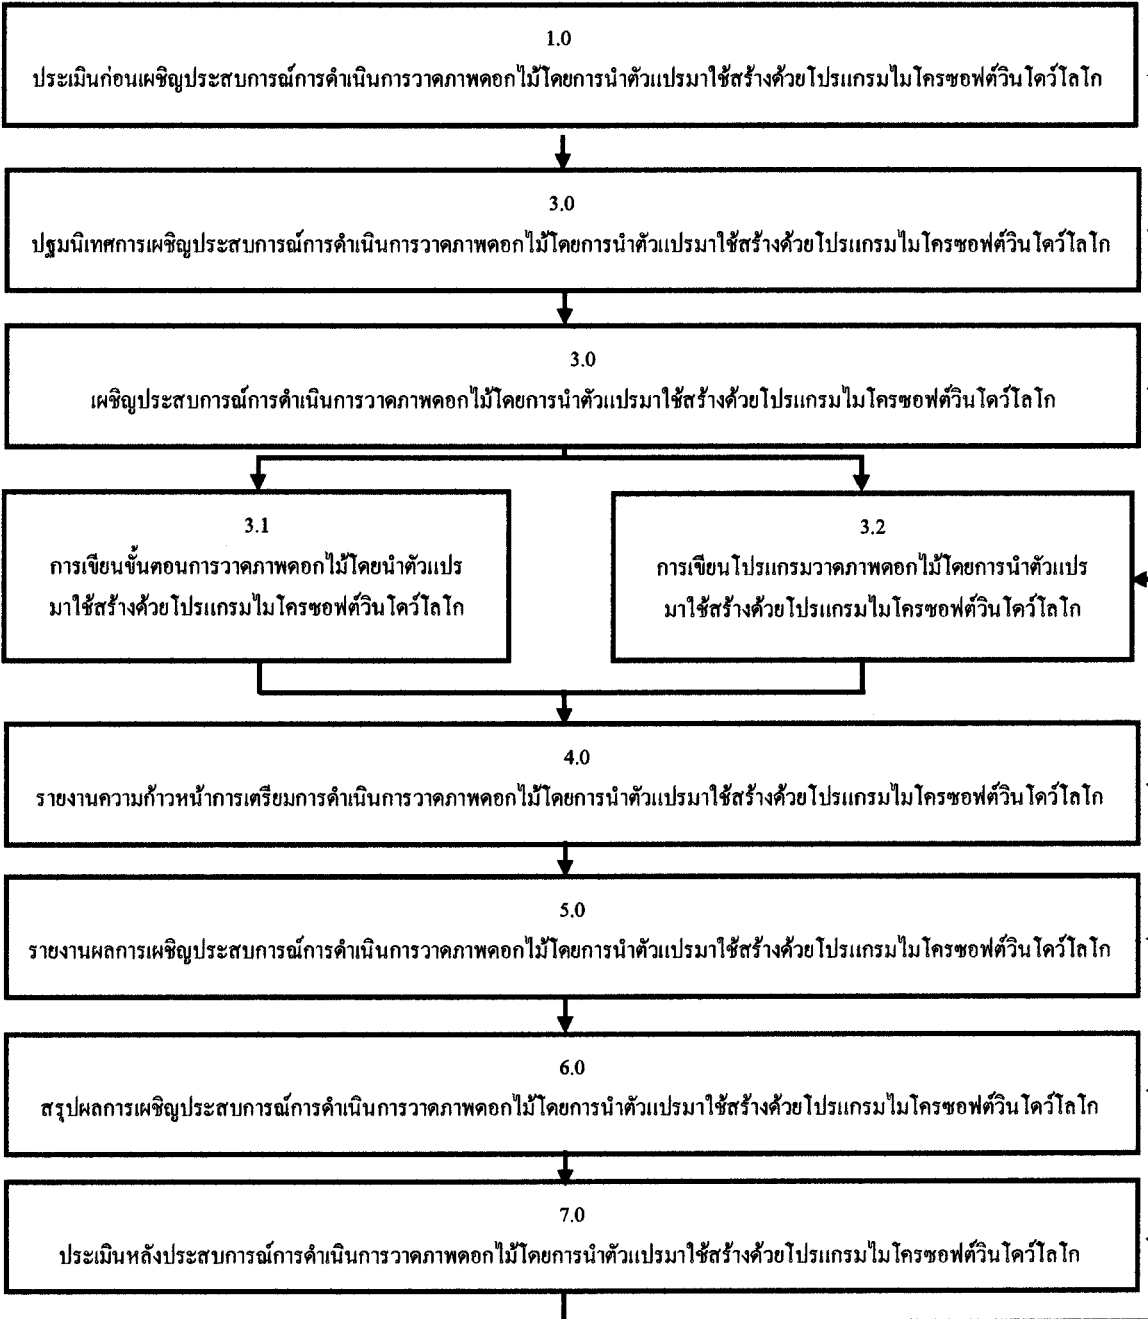 1.0
ประเมินก่อนเผชิญประสบการณ์การดำเนินการวาดภาพดอกไม้โดยการนำตัวแปรมาใช้สร้างด้วยโปรแกรมไมโครซอฟต์วินโดว์โลโก
3.0
ปฐมนิเทศการเผชิญประสบการณ์การดำเนินการวาดภาพดอกไม้โดยการนำตัวแปรมาใช้สร้างด้วยโปรแกรมไมโครซอฟต์วินโดว์โลโก
3.0
เผชิญประสบการณ์การดำเนินการวาดภาพดอกไม้โดยการนำตัวแปรมาใช้สร้างด้วยโปรแกรมไมโครซอฟต์วินโดว์โลโก
3.1
การเขียนขั้นตอนการวาดภาพดอกไม้โดยนำตัวแปร
มาใช้สร้างด้วยโปรแกรมไมโครซอฟต์วินโดว์โลโก
3.2
การเขียนโปรแกรมวาดภาพดอกไม้โดยการนำตัวแปร
มาใช้สร้างด้วยโปรแกรมไมโครซอฟต์วินโดว์โลโก
4.0
รายงานความก้าวหน้าการเตรียมการดำเนินการวาดภาพดอกไม้โดยการนำตัวแปรมาใช้สร้างด้วยโปรแกรมไมโครซอฟต์วินโดว์โลโก
5.0
รายงานผลการเผชิญประสบการณ์การดำเนินการวาดภาพดอกไม้โดยการนำตัวแปรมาใช้สร้างด้วยโปรแกรมไมโครซอฟต์วินโดว์โลโก
6.0
สรุปผลการเผชิญประสบการณ์การดำเนินการวาดภาพดอกไม้โดยการนำตัวแปรมาใช้สร้างด้วยโปรแกรมไมโครซอฟต์วินโดว์โลโก
7.0
ประเมินหลังประสบการณ์การดำเนินการวาดภาพดอกไม้โดยการนำตัวแปรมาใช้สร้างด้วยโปรแกรมไมโครซอฟต์วินโดว์โลโก